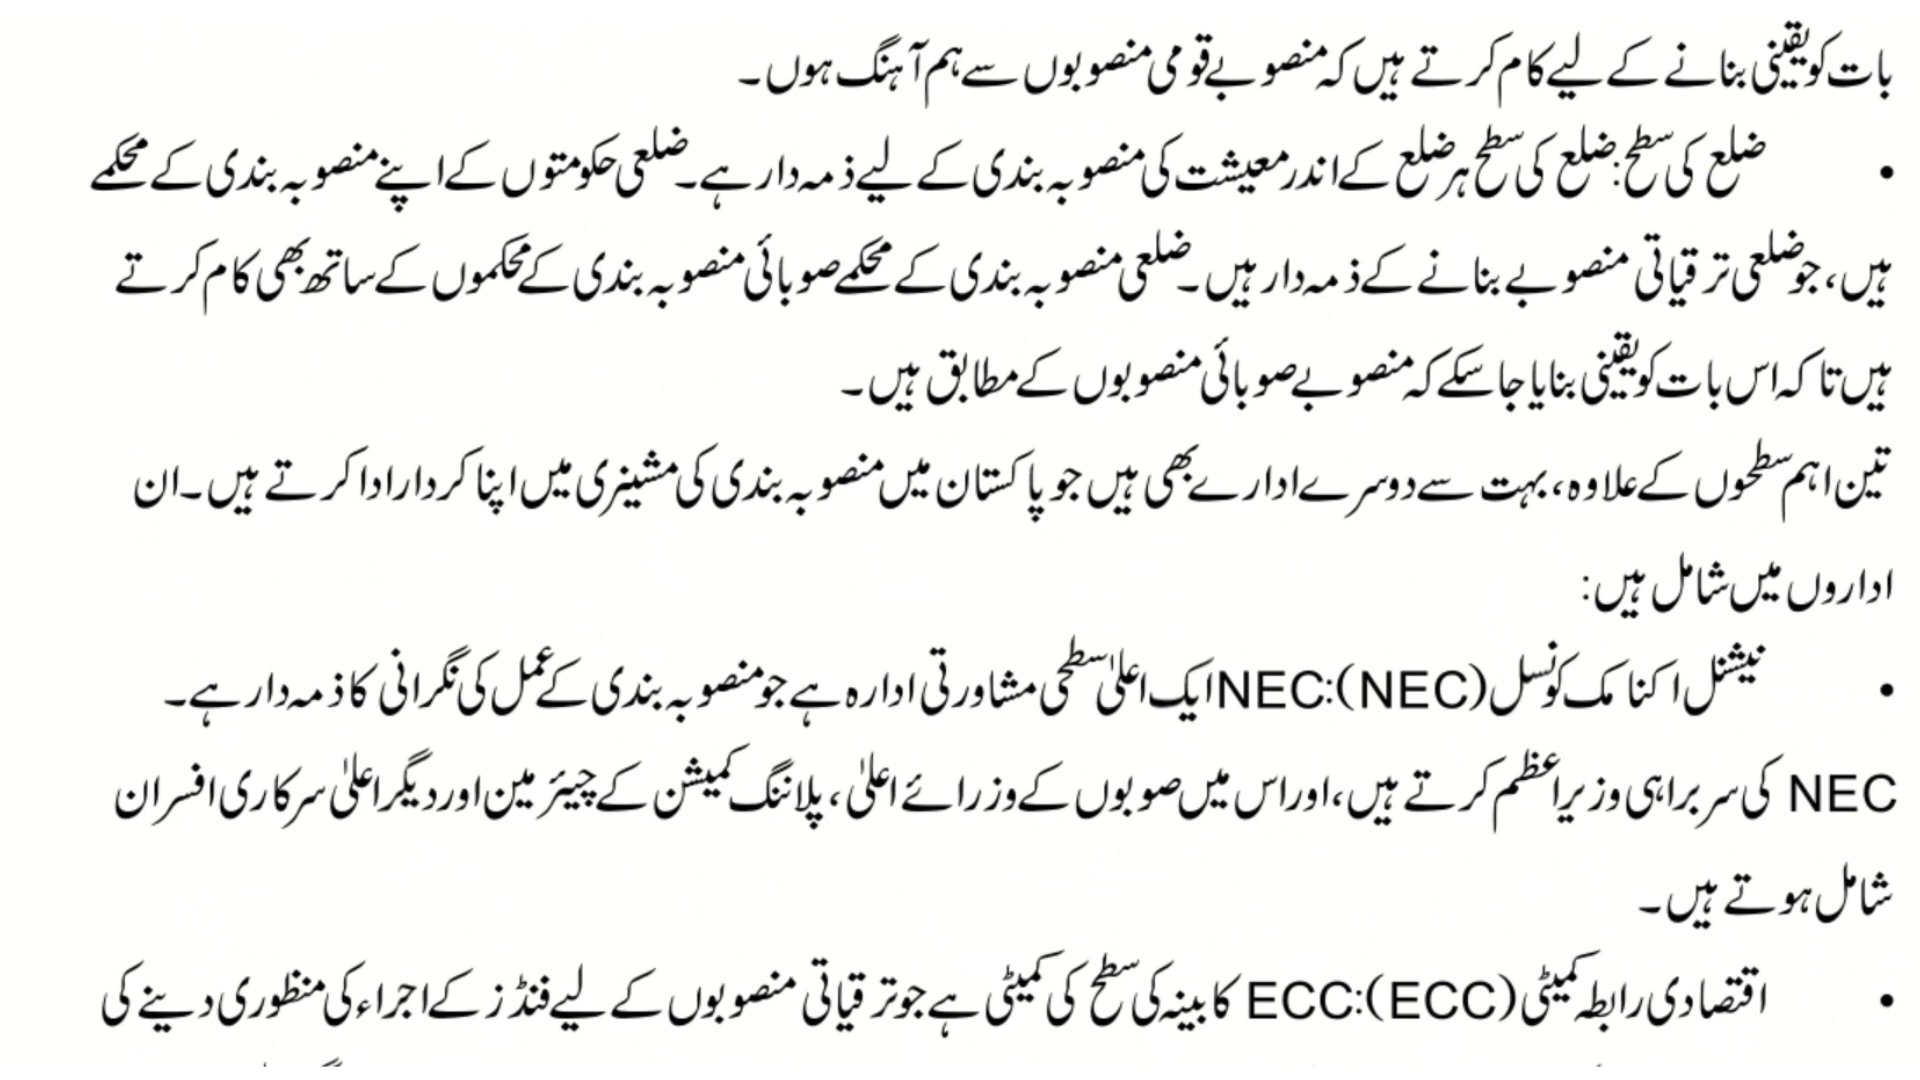 بات کو یقینی بنانے کے لیے کام کرتے ہیں کہ منصوبے قومی منصوبوں سے ہم آہنگ ہوں۔
• ضلع کی سطح: ضلع کی سطح ہر ضلع کے اندر معیشت کی منصوبہ بندی کے لیے ذمہ دار ہے۔ ضلعی حکومتوں کے اپنے منصوبہ بندی کے محکمے
ہیں، جو ضلعی ترقیاتی منصوبے بنانے کے ذمہ دار ہیں۔ ضلعی منصوبہ بندی کے محکمے صوبائی منصوبہ بندی کے محکموں کے ساتھ بھی کام کرتے
ہیں تاکہ اس بات کو یقینی بنایا جا سکے کہ منصوبے صوبائی منصوبوں کے مطابق ہیں۔
تین اہم سطحوں کے علاوہ، بہت سے دوسرے ادارے بھی ہیں جو پاکستان میں منصوبہ بندی کی مشینری میں اپنا کردار ادا کرتے ہیں۔ ان
اداروں میں شامل ہیں:
• نیشنل اکنامک کونسل (NEC): NEC ایک اعلیٰ سطحی مشاورتی ادارہ ہے جو منصوبہ بندی کے عمل کی نگرانی کا ذمہ دار ہے۔
NEC کی سربراہی وزیراعظم کرتے ہیں، اور اس میں صوبوں کے وزرائے اعلیٰ، پلاننگ کمیشن کے چیئرمین اور دیگر اعلیٰ سرکاری افسران
شامل ہوتے ہیں۔
• اقتصادی رابطہ کمیٹی (ECC): ECC کابینہ کی سطح کی کمیٹی ہے جو ترقیاتی منصوبوں کے لیے فنڈز کے اجراء کی منظوری دینے کی